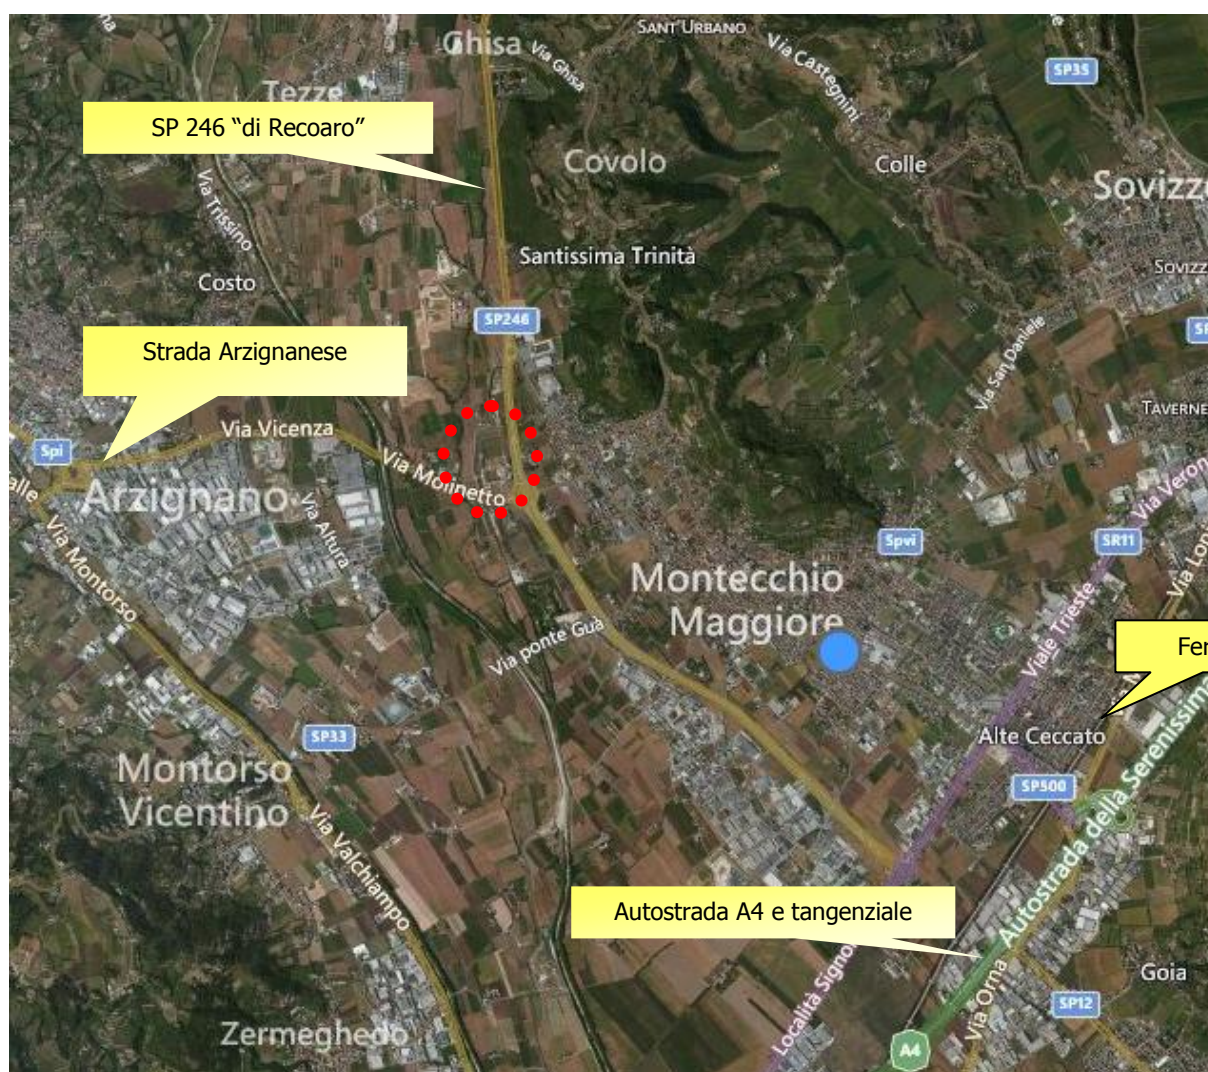 SANT'URBANO
Ghisa
Via Ghisa
Via Castegnini
SP35
Tezze
SP 246 “di Recoaro”
Covolo
Colle
Sovizz
Via Trissino
Santissima Trinità
Costo
Sovizz
SP246
Strada Arzignanese
Via San Daniele
TAVERNE
Via Vicenza
Spi
Via Molinetto
Via Veron
alle
Arzignano
Via Altura
Via Montorso
Spvi
SR11
Via Lon
Montecchio
Maggiore
Viale Trieste
Via ponte Guà
Fer
SP33
Alte Ceccato
Montorso
Vicentino
SP500
Autostrada della Serenissima
Via Valchiampo
Autostrada A4 e tangenziale
Località Signo
Via Orna
Goia
SP12
Zermeghedo
A4